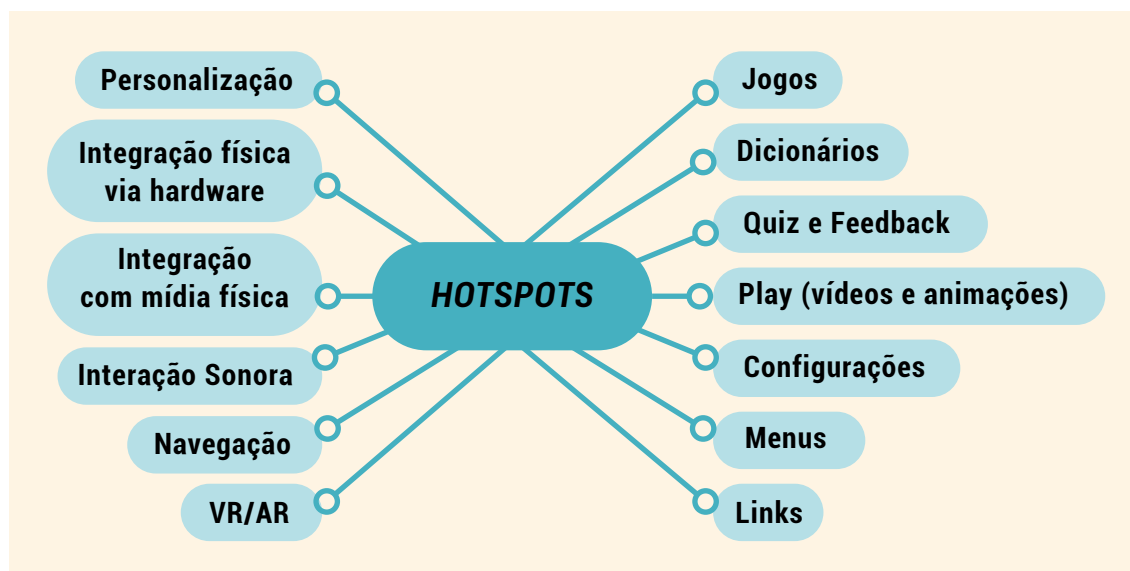 Personalização
Integração física
via hardware
Integração
com mídia física
Interação Sonora
Navegação
VR/AR
HOTSPOTS
Jogos
Dicionários
Quiz e Feedback
Play (vídeos e animações)
Configurações
Menus
Links